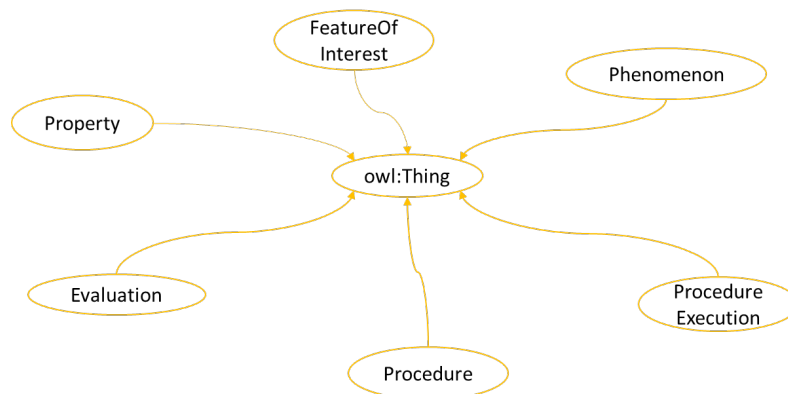 FeatureOf
Interest
Phenomenon
Property
owl:Thing
Evaluation
Procedure
Execution
Procedure